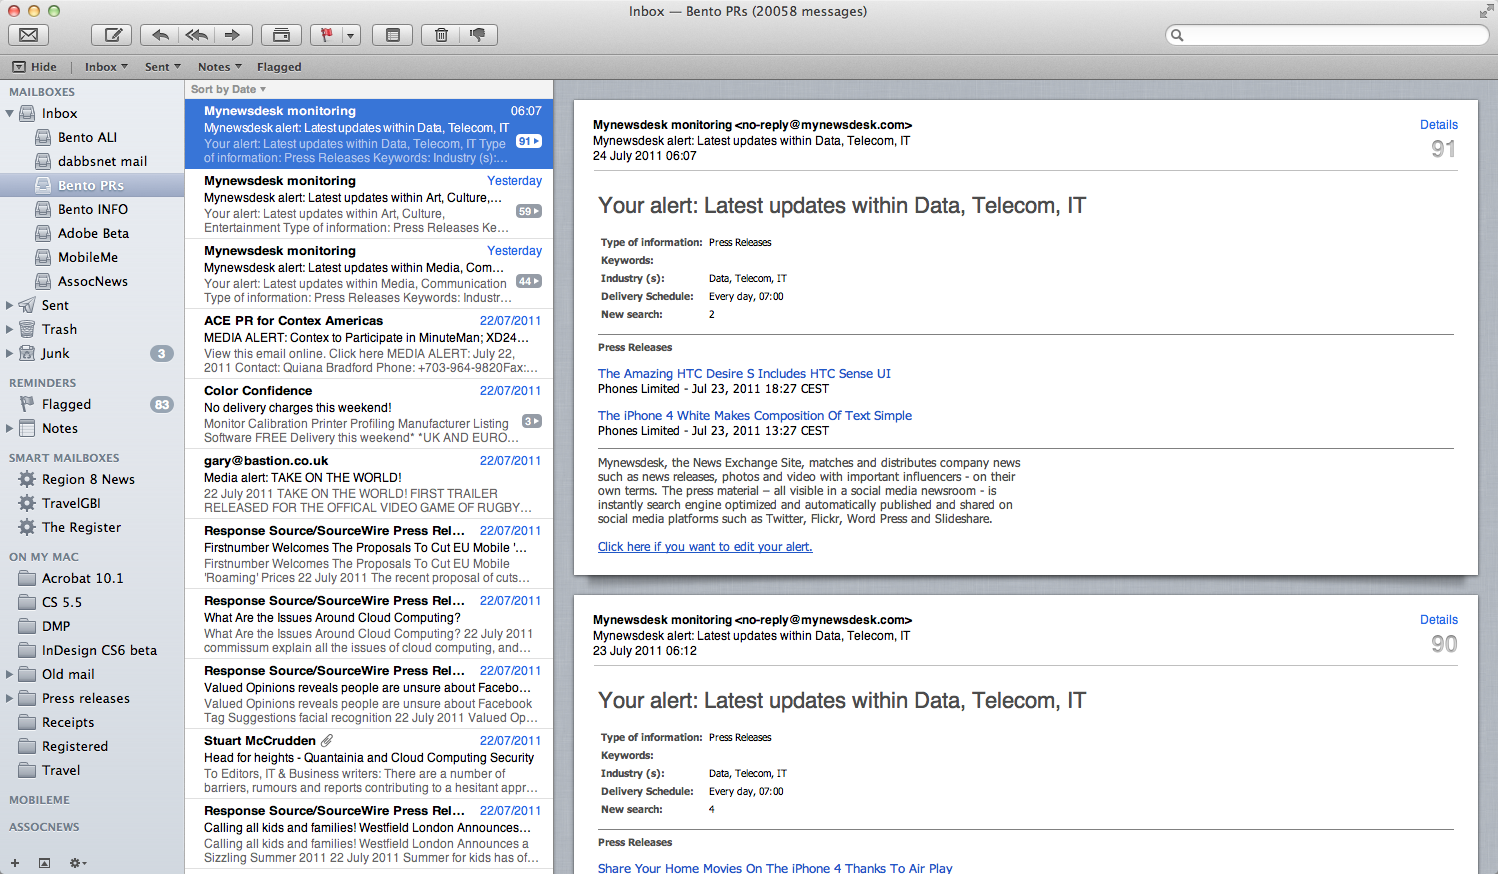 Inbox — Bento PRs (20058 messages)
Hide Inbox Sent Notes Flagged
MAILBOXES
Inbox
Bento ALI
dabbsnet mail
Bento PRs
Bento INFO
Adobe Beta
MobileMe
AssocNews
Sent
Trash
Junk 3
REMINDERS
Flagged 83
Notes
SMART MAILBOXES
Region 8 News
TravelGBI
The Register
ON MY MAC
Acrobat 10.1
CS 5.5
DMP
InDesign CS6 beta
Old mail
Press releases
Receipts
Registered
Travel
MOBILEME
ASSOCNEWS
Sort by Date
Mynewsdesk monitoring 06:07
Mynewsdesk alert: Latest updates within Data, Telecom, IT
Your alert: Latest updates within Data, Telecom, IT Type 91
of information: Press Releases Keywords: Industry (s):...
Mynewsdesk monitoring Yesterday
Mynewsdesk alert: Latest updates within Art, Culture,...
Your alert: Latest updates within Art, Culture, 59
Entertainment Type of information: Press Releases Ke...
Mynewsdesk monitoring Yesterday
Mynewsdesk alert: Latest updates within Media, Com...
Your alert: Latest updates within Media, Communication 44
Type of information: Press Releases Keywords: Industr...
ACE PR for Contex Americas 22/07/2011
MEDIA ALERT: Contex to Participate in MinuteMan; XD24...
View this email online. Click here MEDIA ALERT: July 22,
2011 Contact: Quiana Bradford Phone: +703-964-9820Fax:...
Color Confidence 22/07/2011
No delivery charges this weekend!
Monitor Calibration Printer Profiling Manufacturer Listing 3
Software FREE Delivery this weekend* *UK AND EURO...
gary@bastion.co.uk 22/07/2011
Media alert: TAKE ON THE WORLD!
22 July 2011 TAKE ON THE WORLD! FIRST TRAILER
RELEASED FOR THE OFFICAL VIDEO GAME OF RUGBY...
Response Source/SourceWire Press Rel... 22/07/2011
Firstnumber Welcomes The Proposals To Cut EU Mobile '...
Firstnumber Welcomes The Proposals To Cut EU Mobile
'Roaming' Prices 22 July 2011 The recent proposal of cuts...
Response Source/SourceWire Press Rel... 22/07/2011
What Are the Issues Around Cloud Computing?
What Are the Issues Around Cloud Computing? 22 July 2011
commissum explain all the issues of cloud computing, and...
Response Source/SourceWire Press Rel... 22/07/2011
Valued Opinions reveals people are unsure about Facebo...
Valued Opinions reveals people are unsure about Facebook
Tag Suggestions facial recognition 22 July 2011 Valued Op...
Stuart McCrudden 22/07/2011
Head for heights - Quantainia and Cloud Computing Security
To Editors, IT & Business writers: There are a number of
barriers, rumours and reports contributing to a hesitant appr...
Response Source/SourceWire Press Rel... 22/07/2011
Calling all kids and families! Westfield London Announces...
Calling all kids and families! Westfield London Announces a
Sizzling Summer 2011 22 July 2011 Summer for kids has of...
Mynewsdesk monitoring <no-reply@mynewsdesk.com> Details
Mynewsdesk alert: Latest updates within Data, Telecom, IT
24 July 2011 06:07 91
Your alert: Latest updates within Data, Telecom, IT
Type of information: Press Releases
Keywords:
Industry (s): Data, Telecom, IT
Delivery Schedule: Every day, 07:00
New search: 2
Press Releases
The Amazing HTC Desire S Includes HTC Sense UI
Phones Limited - Jul 23, 2011 18:27 CEST
The iPhone 4 White Makes Composition Of Text Simple
Phones Limited - Jul 23, 2011 13:27 CEST
Mynewsdesk, the News Exchange Site, matches and distributes company news
such as news releases, photos and video with important influencers - on their
own terms. The press material – all visible in a social media newsroom - is
instantly search engine optimized and automatically published and shared on
social media platforms such as Twitter, Flickr, Word Press and Slideshare.
Click here if you want to edit your alert.
Mynewsdesk monitoring <no-reply@mynewsdesk.com> Details
Mynewsdesk alert: Latest updates within Data, Telecom, IT
23 July 2011 06:12 90
Your alert: Latest updates within Data, Telecom, IT
Type of information: Press Releases
Keywords:
Industry (s): Data, Telecom, IT
Delivery Schedule: Every day, 07:00
New search: 4
Press Releases
Share Your Home Movies On The iPhone 4 Thanks To Air Play